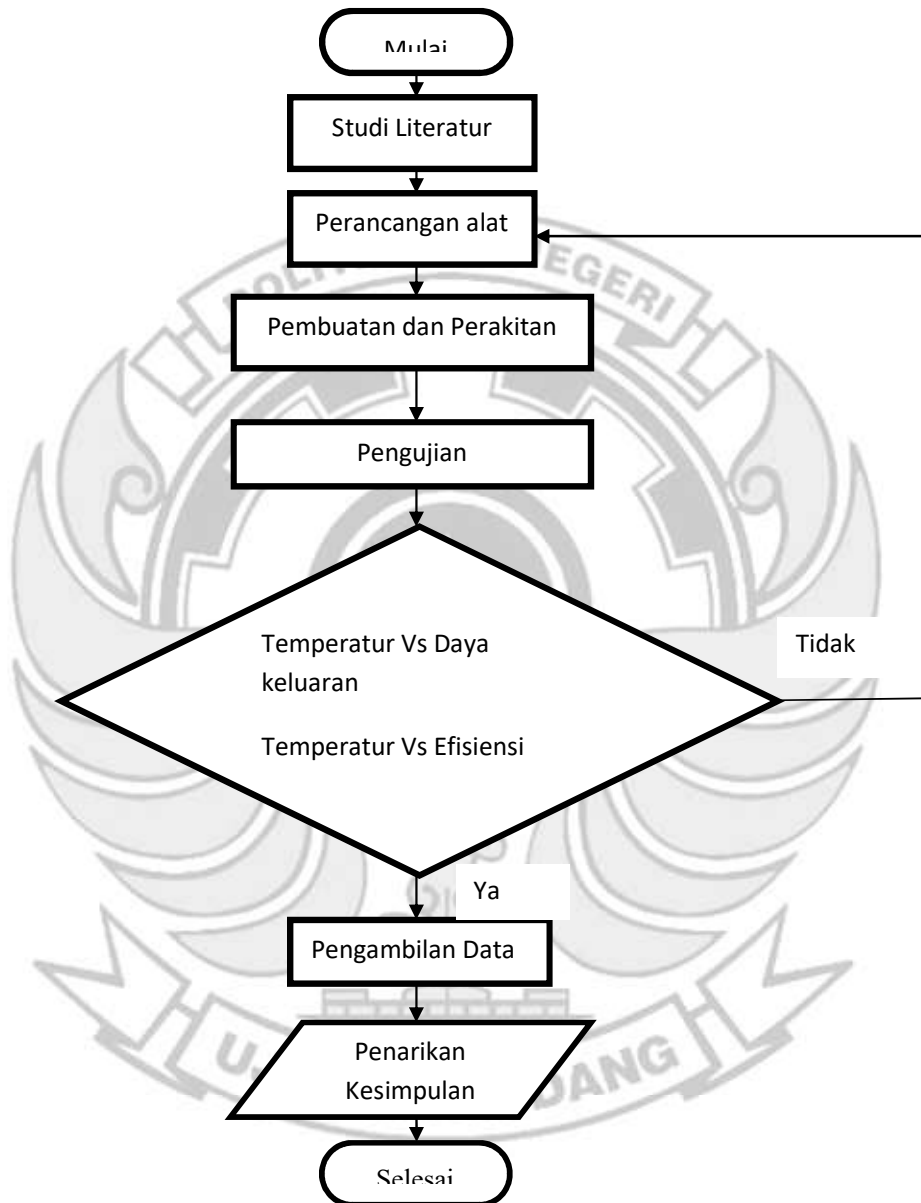 Mulai
Studi Literatur
Perancangan alat
EGERI
Pembuatan dan Perakitan
Pengujian
Temperatur Vs Daya
keluaran
Temperatur Vs Efisiensi
Tidak
Ya
Pengambilan Data
Penarikan
Kesimpulan
Selesai